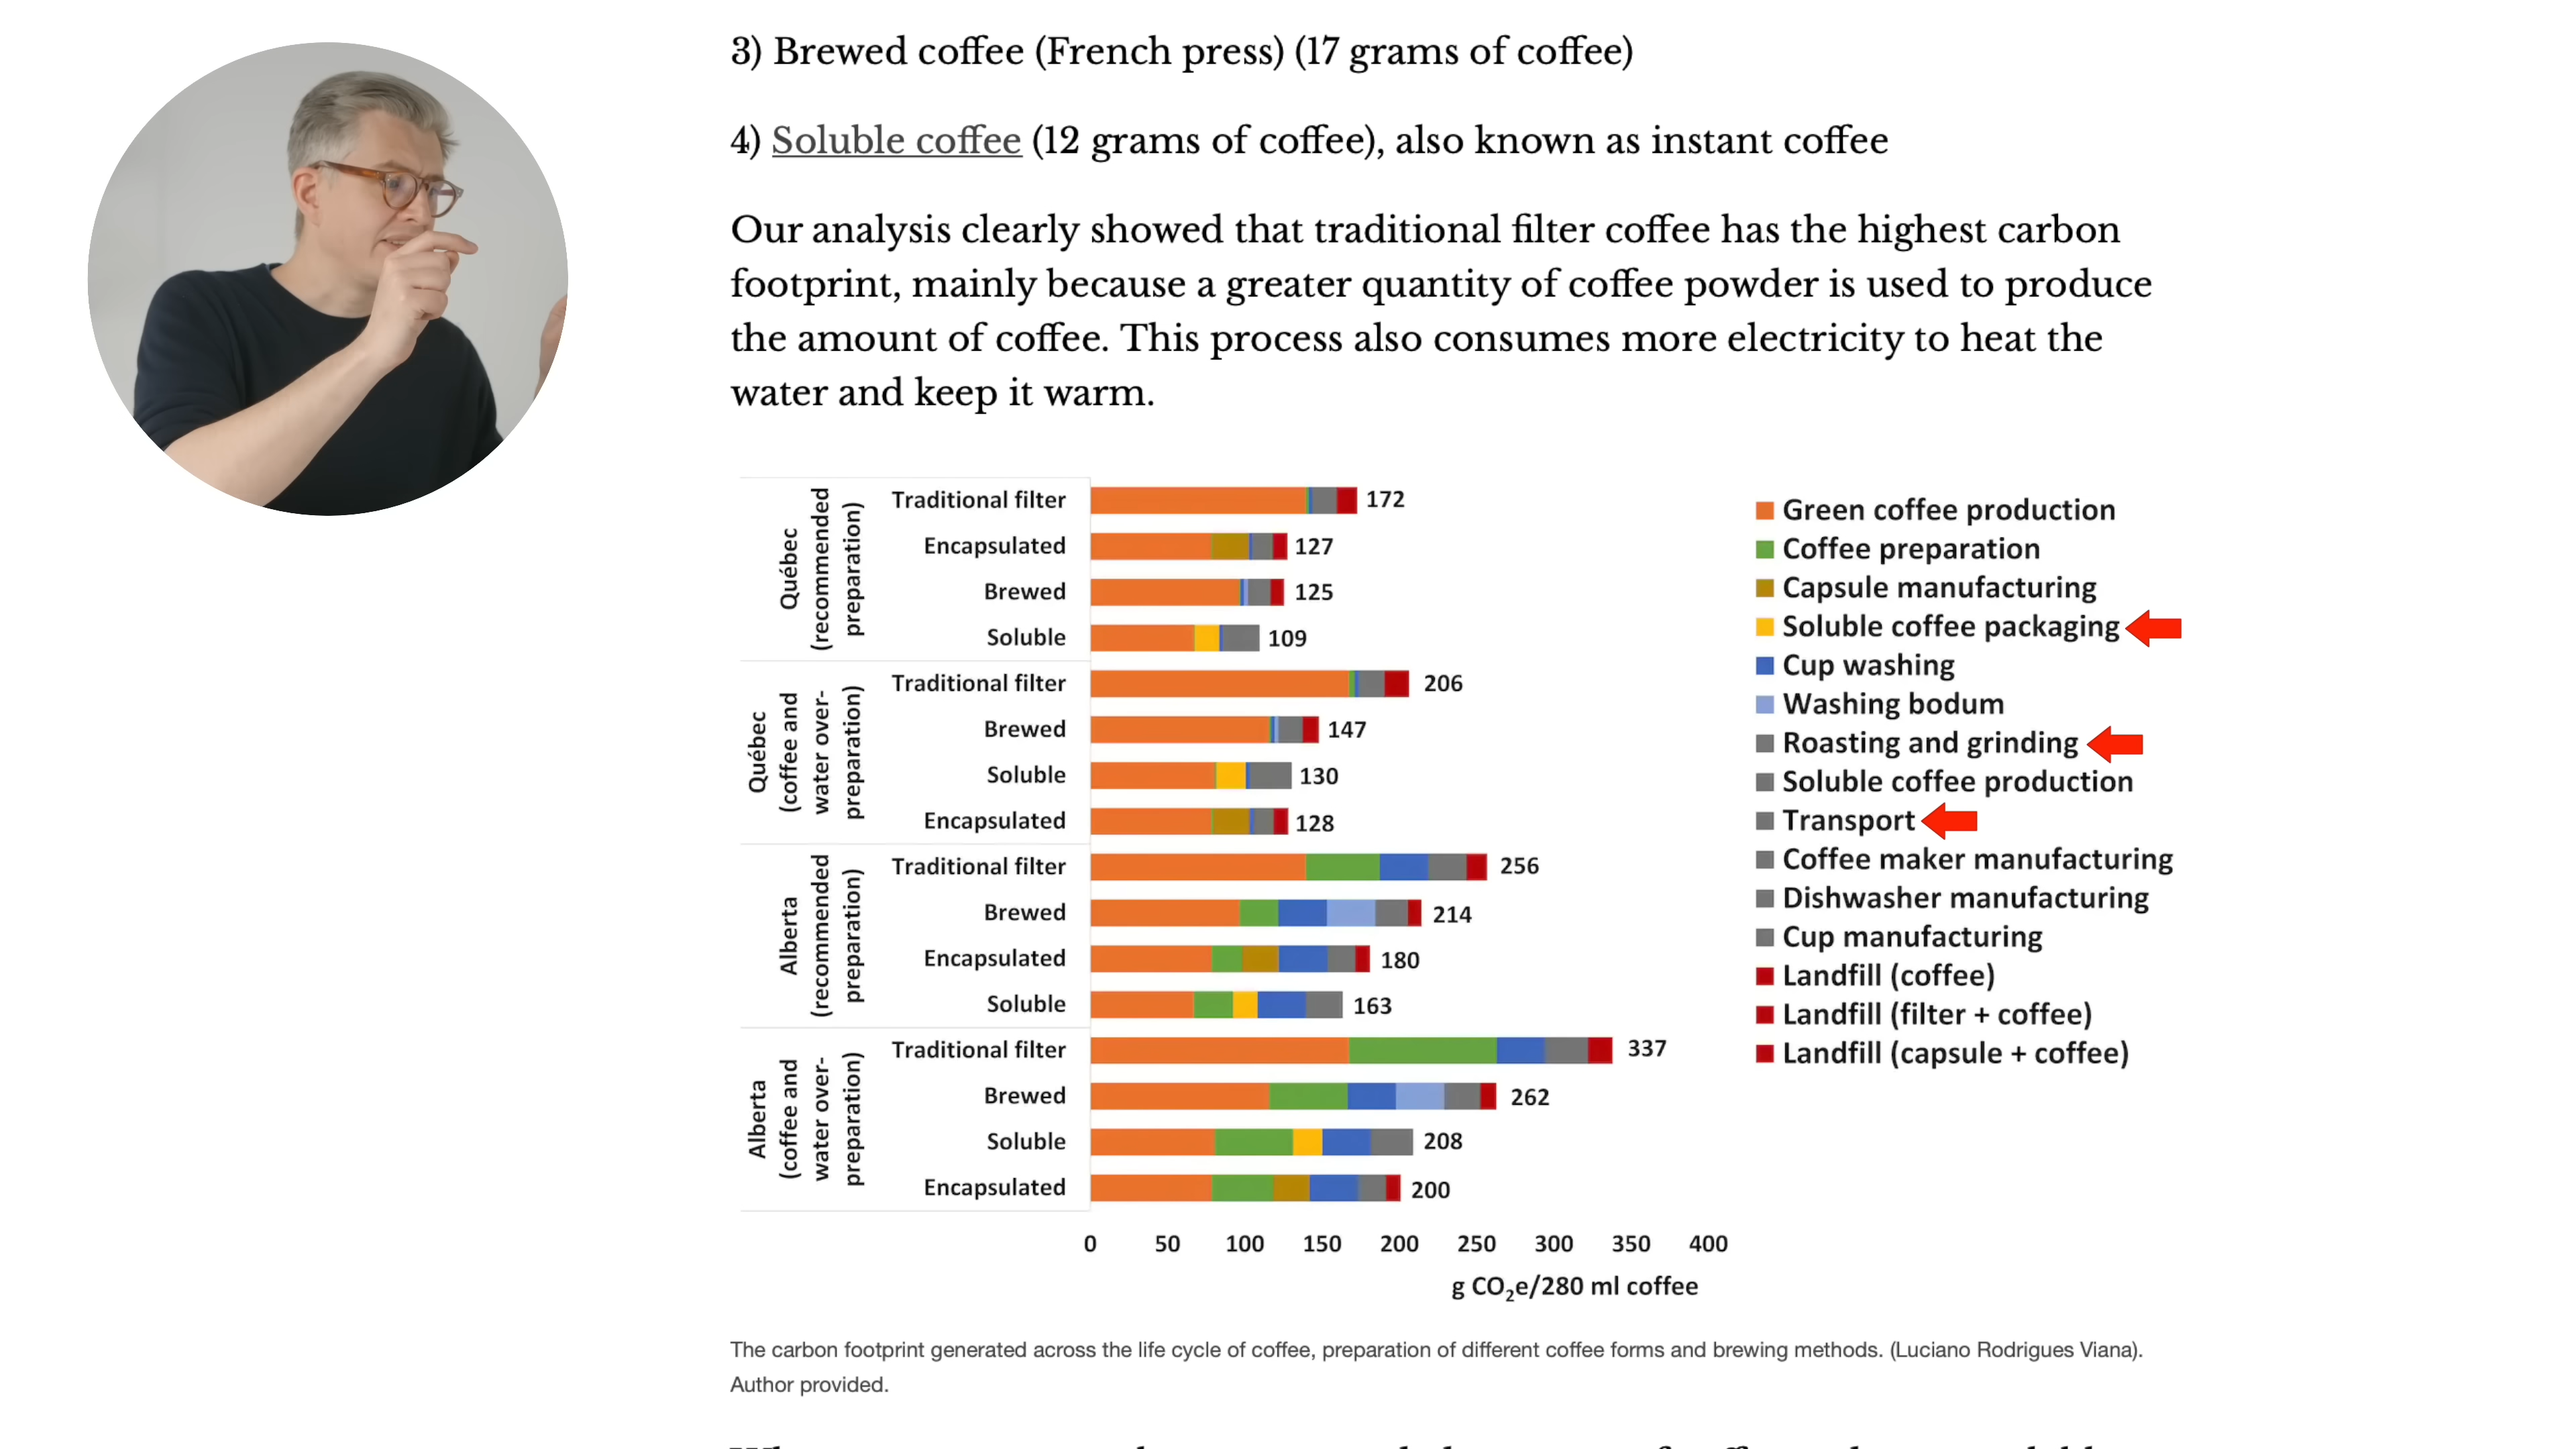 3) Brewed coffee (French press) (17 grams of coffee)
4) Soluble coffee (12 grams of coffee), also known as instant coffee
Our analysis clearly showed that traditional filter coffee has the highest carbon
footprint, mainly because a greater quantity of coffee powder is used to produce
the amount of coffee. This process also consumes more electricity to heat the
water and keep it warm.
Québec
(recommended
preparation)
Traditional filter 172
Encapsulated 127
Brewed 125
Soluble 109
Québec
(coffee and
water over-
preparation)
Traditional filter 206
Brewed 147
Soluble 130
Encapsulated 128
Alberta
(recommended
preparation)
Traditional filter 256
Brewed 214
Encapsulated 180
Soluble 163
Alberta
(coffee and
water over-
preparation)
Traditional filter 337
Brewed 262
Soluble 208
Encapsulated 200
0 50 100 150 200 250 300 350 400
g CO₂e/280 ml coffee
Green coffee production
Coffee preparation
Capsule manufacturing
Soluble coffee packaging
Cup washing
Washing bodum
Roasting and grinding
Soluble coffee production
Transport
Coffee maker manufacturing
Dishwasher manufacturing
Cup manufacturing
Landfill (coffee)
Landfill (filter + coffee)
Landfill (capsule + coffee)
The carbon footprint generated across the life cycle of coffee, preparation of different coffee forms and brewing methods. (Luciano Rodrigues Viana).
Author provided.